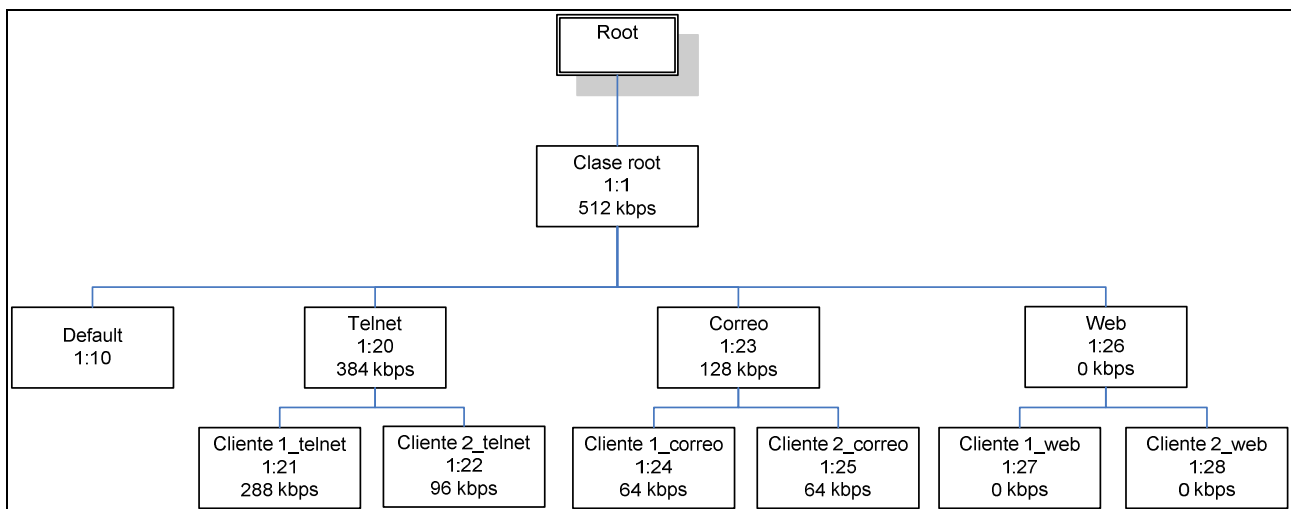 Root
Clase root
1:1
512 kbps
Default
1:10
Telnet
1:20
384 kbps
Correo
1:23
128 kbps
Web
1:26
0 kbps
Cliente 1_telnet
1:21
288 kbps
Cliente 2_telnet
1:22
96 kbps
Cliente 1_correo
1:24
64 kbps
Cliente 2_correo
1:25
64 kbps
Cliente 1_web
1:27
0 kbps
Cliente 2_web
1:28
0 kbps